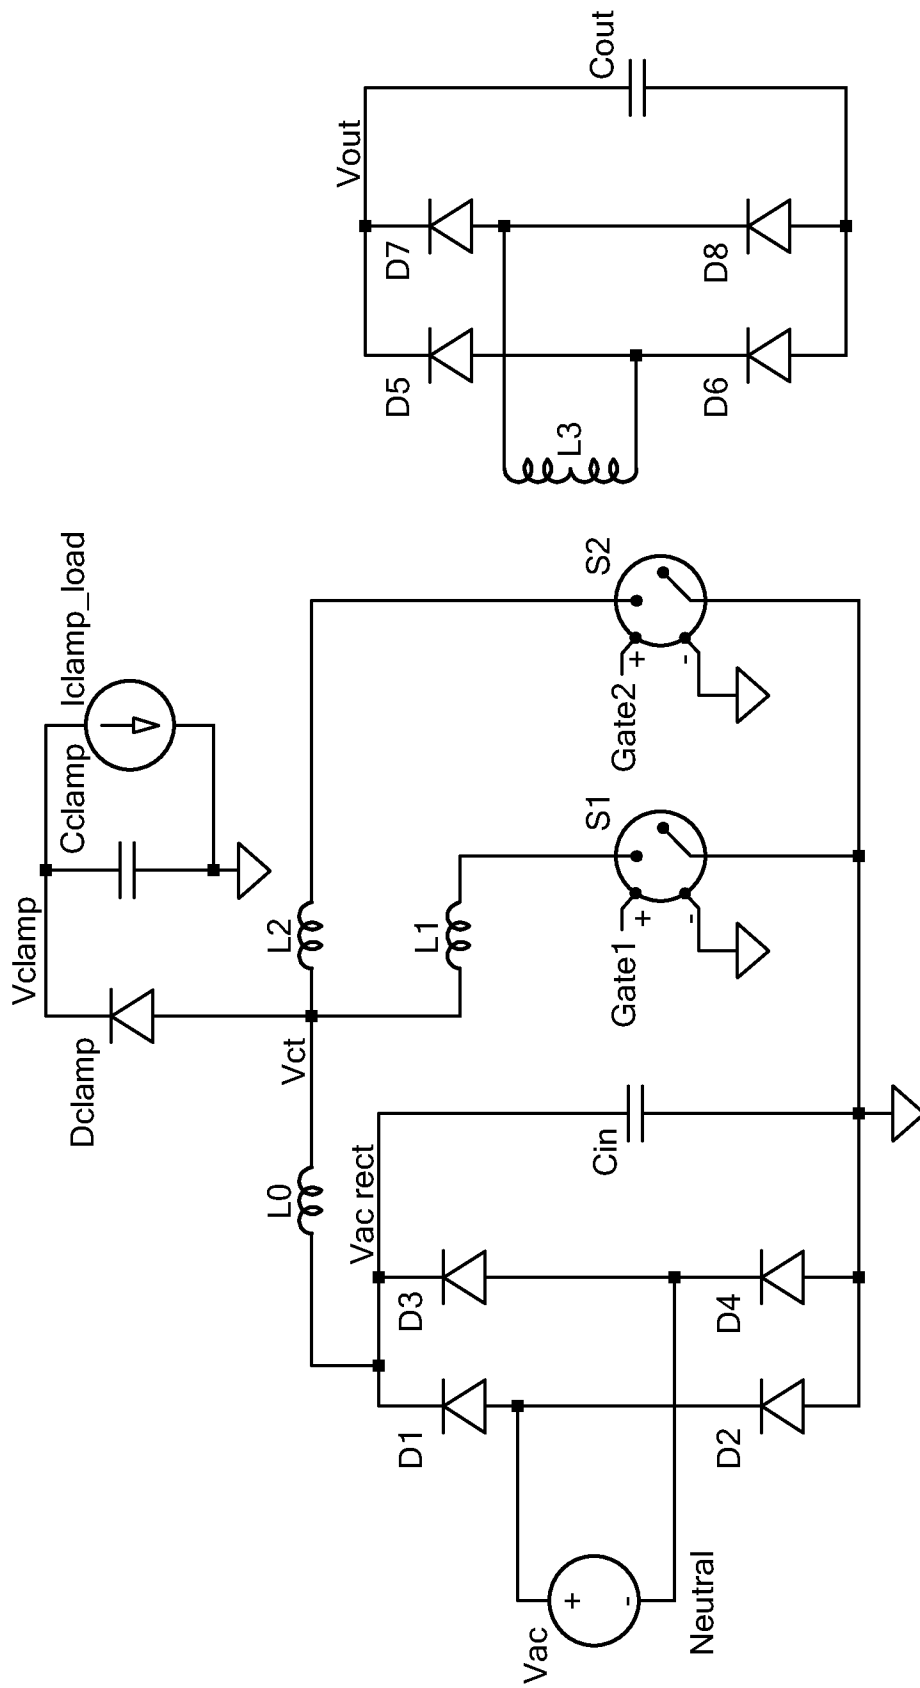 Vclamp
Dclamp
Cclamp
Iclamp_load
L0
Vct
L2
L1
Vac rect
D1
D3
Cin
D2
D4
Vac
+
-
Neutral
Gate1
+
-
S1
Gate2
+
-
S2
L3
Vout
D5
D7
D6
D8
Cout